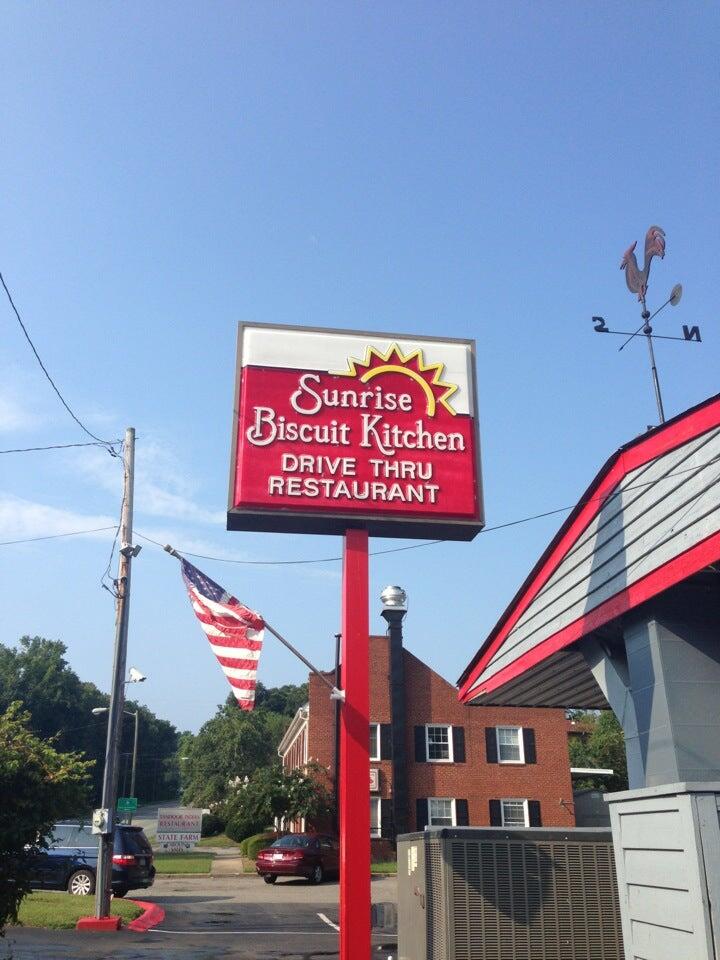 Sunrise
Biscuit Kitchen
DRIVE THRU
RESTAURANT
S
N
RESTAURANT
STATE FARM